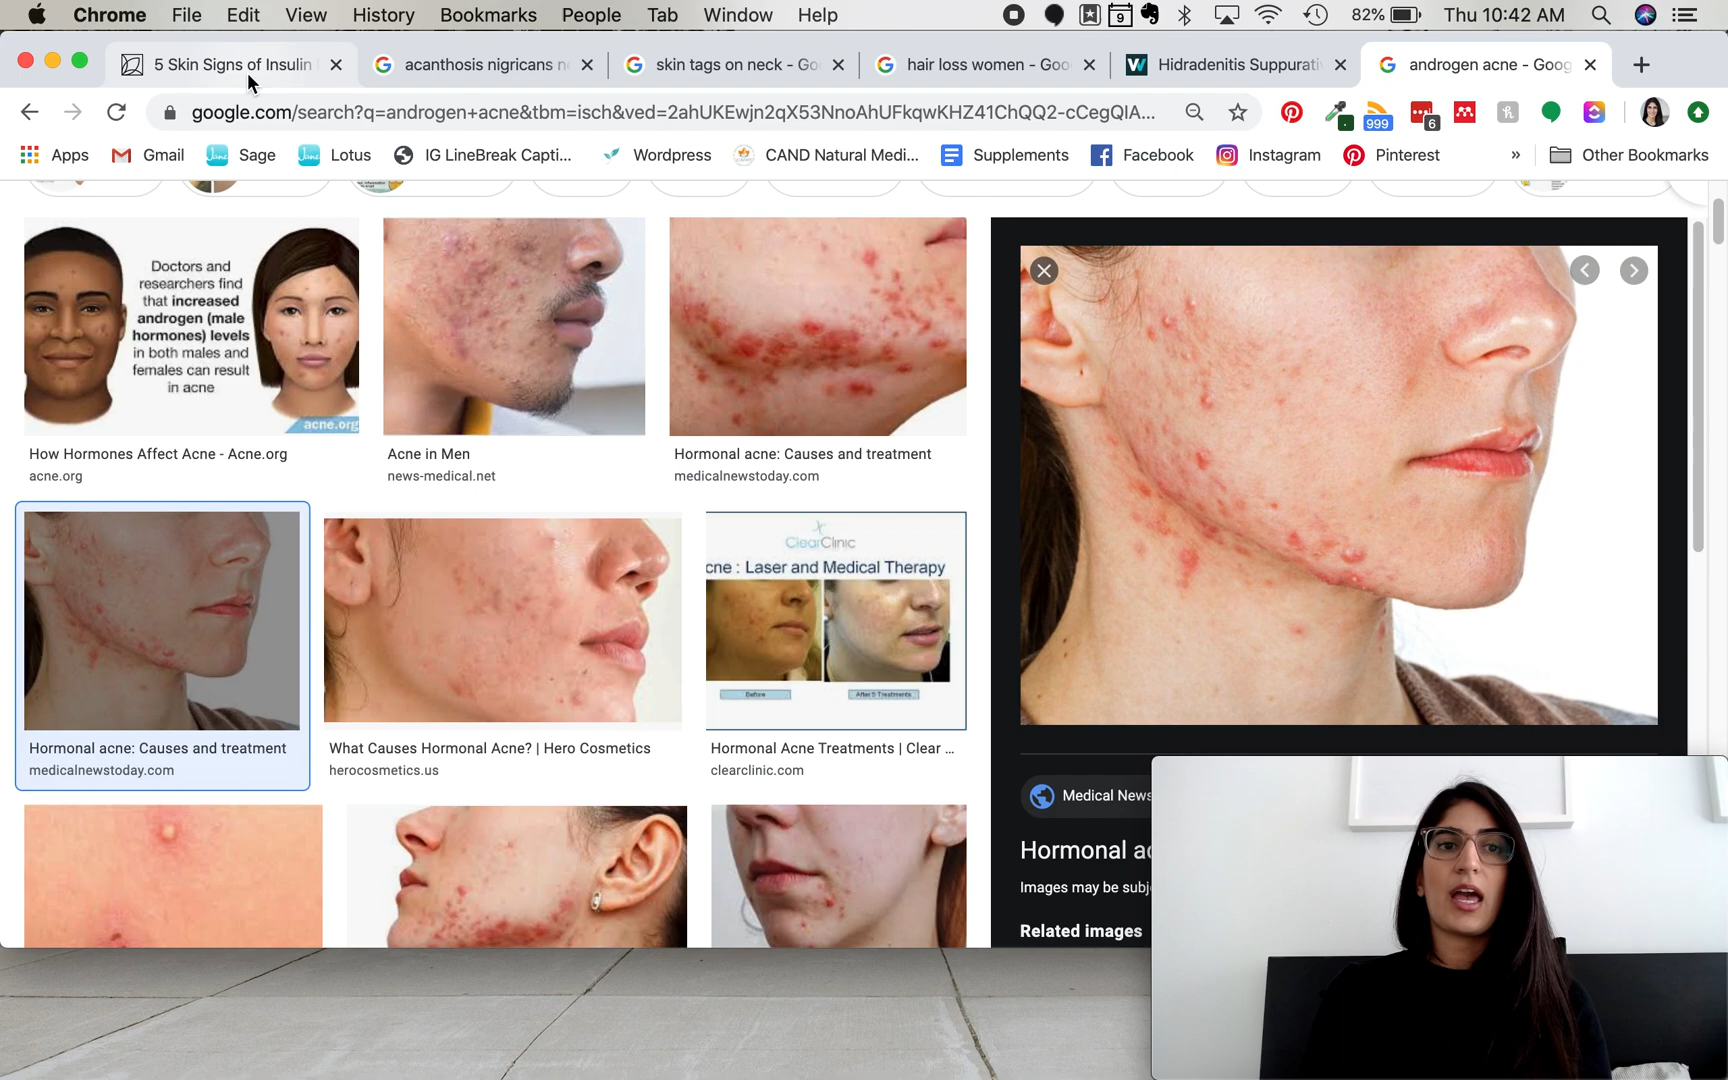 Chrome File Edit View History Bookmarks People Tab Window Help 9 82% Thu 10:42 AM
5 Skin Signs of Insulin
acanthosis nigricans n
skin tags on neck - Go
hair loss women - Goo
Hidradenitis Suppurati
androgen acne - Goog
google.com/search?q=androgen+acne&tbm=isch&ved=2ahUKEwjn2qX53NnoAhUFkqwKHZ41ChQQ2-cCegQIA...
999
6
Apps Gmail Sage Lotus IG LineBreak Capti... Wordpress CAND Natural Medi... Supplements Facebook Instagram Pinterest » Other Bookmarks
Doctors and
researchers find
that increased
androgen (male
hormones) levels
in both males and
females can result
in acne
acne.org
How Hormones Affect Acne - Acne.org
acne.org
Acne in Men
news-medical.net
Hormonal acne: Causes and treatment
medicalnewstoday.com
Hormonal acne: Causes and treatment
medicalnewstoday.com
What Causes Hormonal Acne? | Hero Cosmetics
herocosmetics.us
ClearClinic
cne : Laser and Medical Therapy
Before
After 5 Treatments
Hormonal Acne Treatments | Clear ...
clearclinic.com
Medical News
Hormonal ac
Images may be subj
Related images